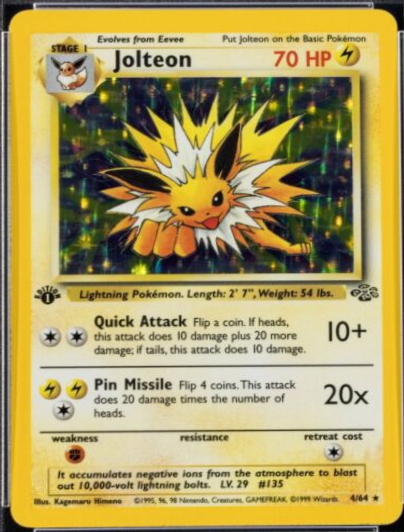 Evolves from Eevee Put Jolteon on the Basic Pokémon
STAGE 1 Jolteon 70 HP
EDITION 1
Lightning Pokémon. Length: 2' 7", Weight: 54 lbs.
Quick Attack Flip a coin. If heads,
this attack does 10 damage plus 20 more
damage; if tails, this attack does 10 damage.
10+
Pin Missile Flip 4 coins. This attack
does 20 damage times the number of
heads.
20x
weakness resistance retreat cost
It accumulates negative ions from the atmosphere to blast
out 10,000-volt lightning bolts. LV. 29 #135
Illus. Kagemaru Himeno ©1995, 96, 98 Nintendo, Creatures, GAMEFREAK. ©1999 Wizards. 4/64 ★